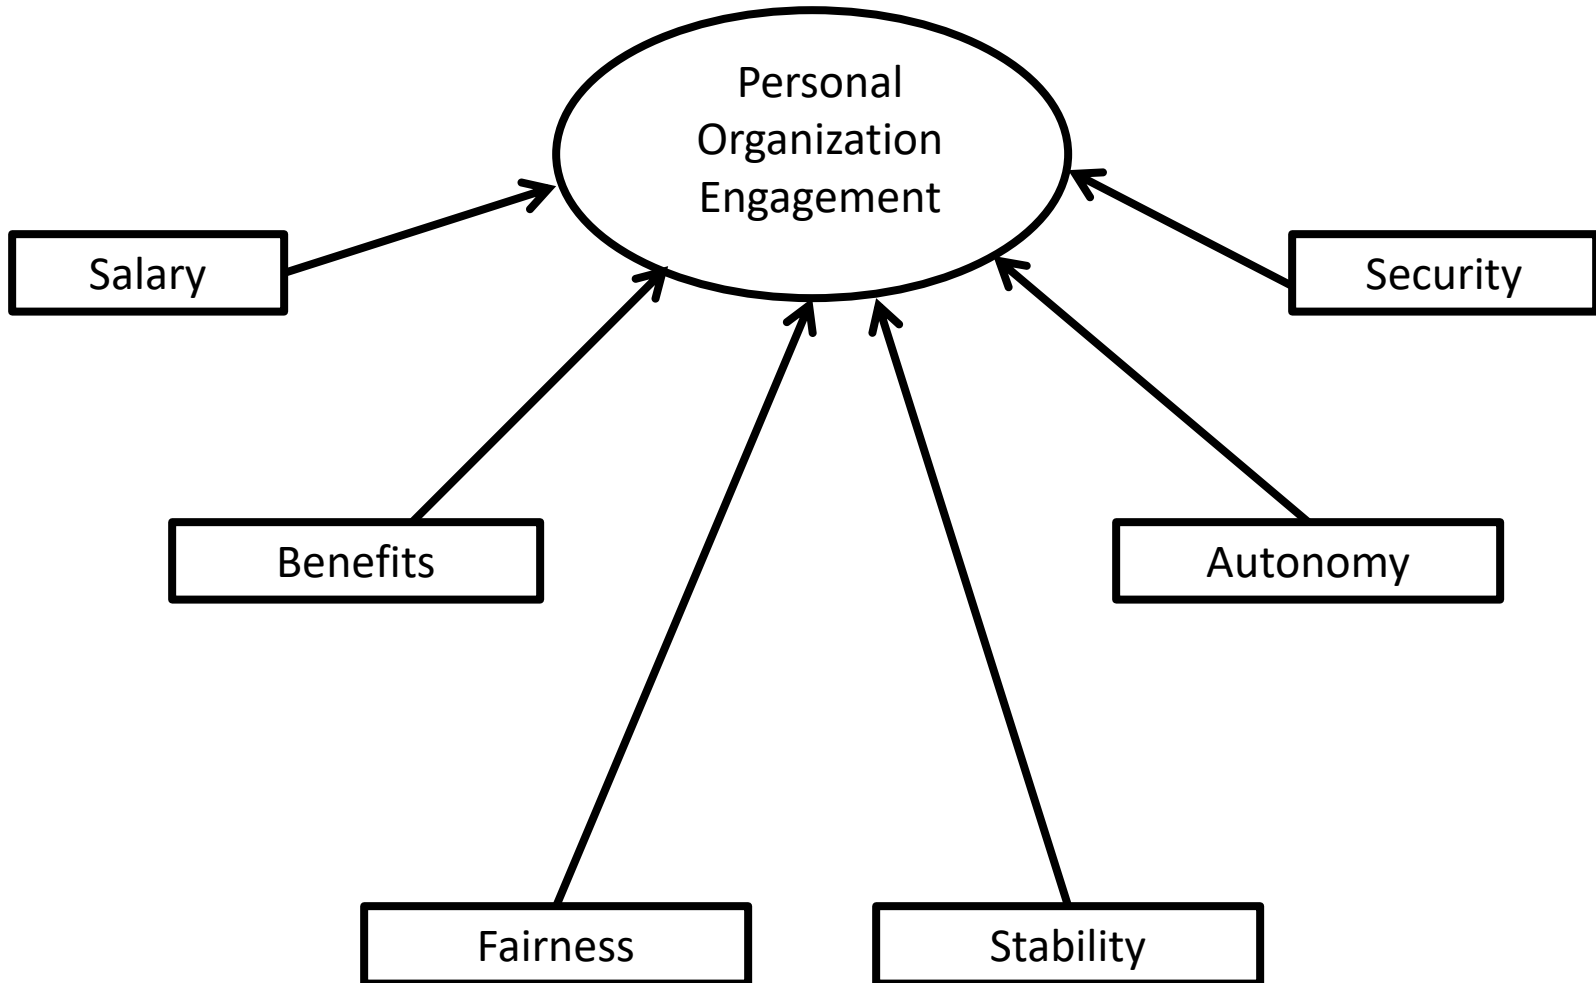 Personal
Organization
Engagement
Salary
Security
Benefits
Autonomy
Fairness
Stability